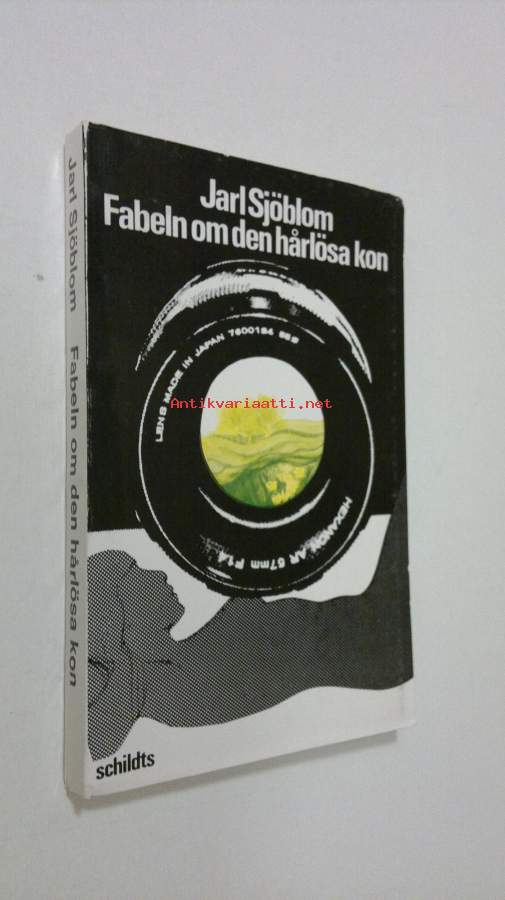 Jarl Sjöblom
Fabeln om den hårlösa kon
LENS MADE IN JAPAN 7600184
HEXANON AR 57mm F1.4
Antikvariaatti.net
schildts
Jarl Sjöblom Fabeln om den hårlösa kon